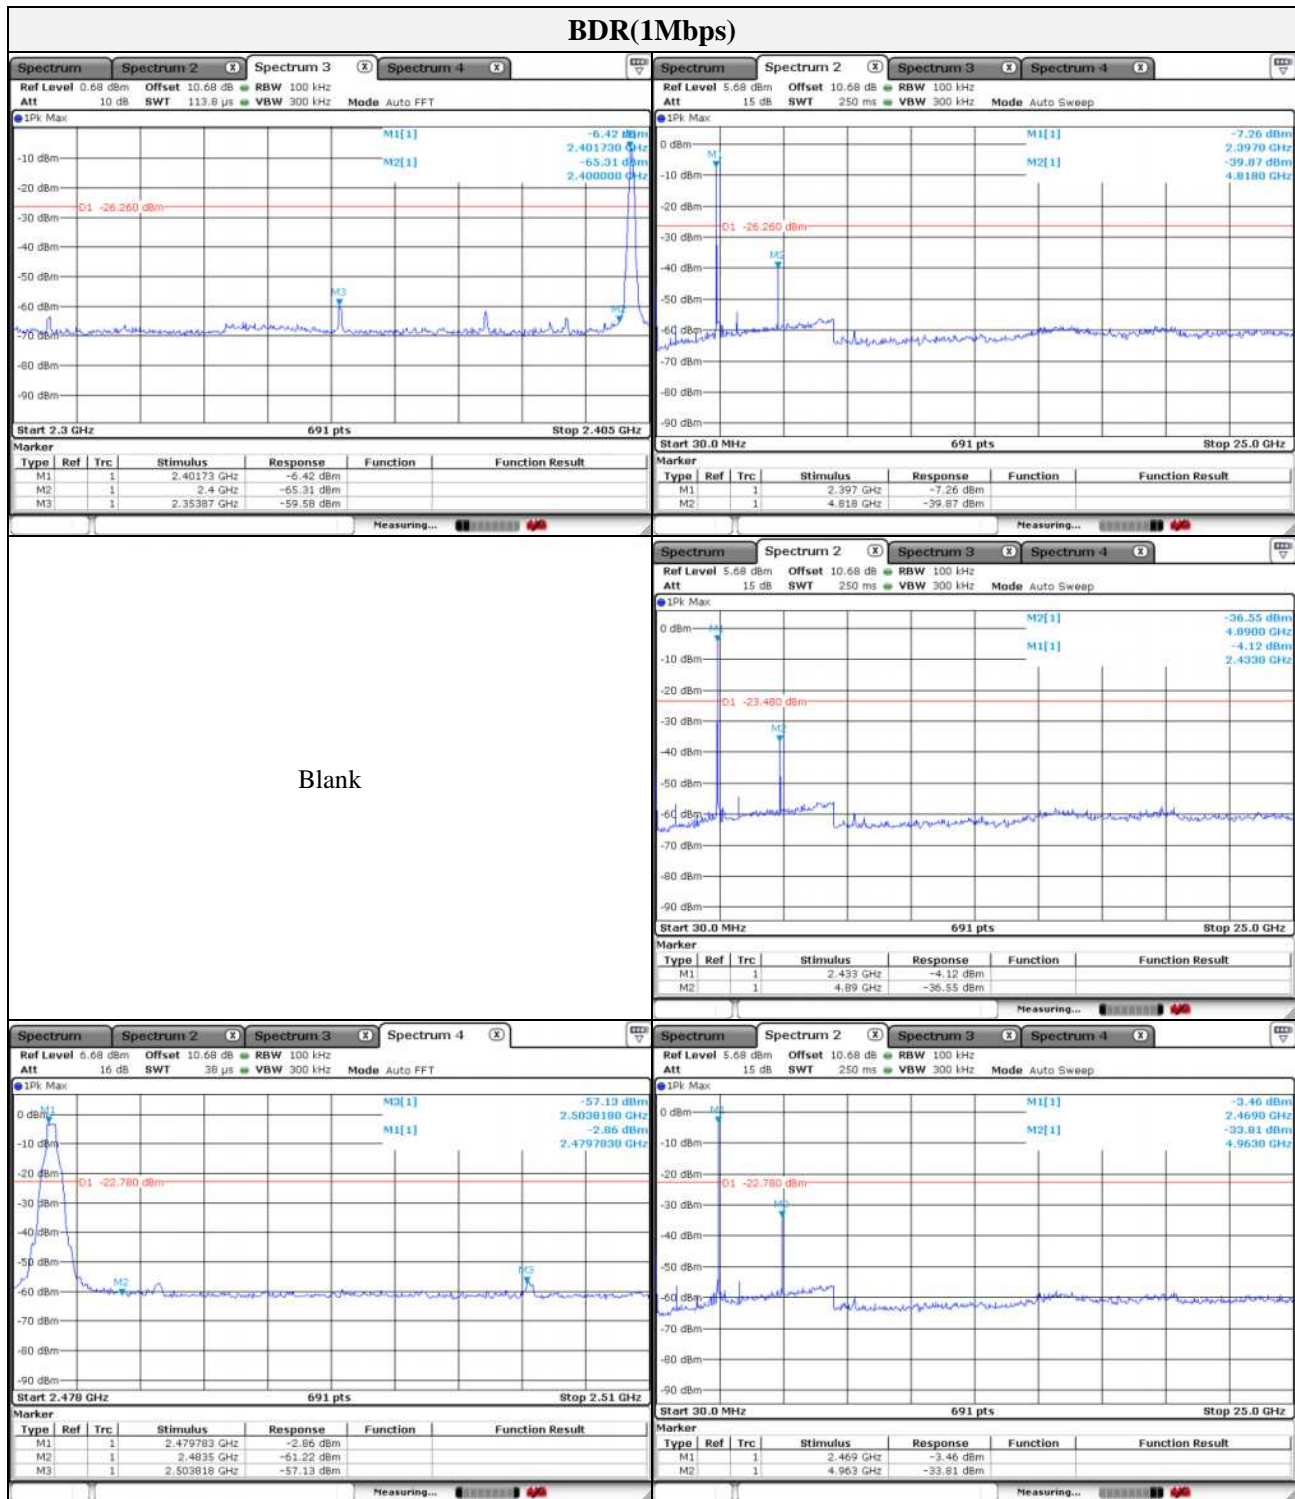 BDR(1Mbps)
Spectrum Spectrum 2 X Spectrum 3 X Spectrum 4 X
Ref Level 0.68 dBm Offset 10.68 dB RBW 100 kHz
Att 10 dB SWT 113.8 µs VBW 300 kHz Mode Auto FFT
1Pk Max
M1[1] -6.42 dBm
2.401730 GHz
M2[1] -65.31 dBm
2.400000 GHz
-10 dBm
-20 dBm
D1 -26.260 dBm
-30 dBm
-40 dBm
-50 dBm
M3
-60 dBm
M2
-70 dBm
-80 dBm
-90 dBm
Start 2.3 GHz 691 pts Stop 2.405 GHz
Marker
Type Ref Trc Stimulus Response Function Function Result
M1 1 2.40173 GHz -6.42 dBm
M2 1 2.4 GHz -65.31 dBm
M3 1 2.35387 GHz -59.58 dBm
Measuring...
Spectrum Spectrum 2 X Spectrum 3 X Spectrum 4 X
Ref Level 5.68 dBm Offset 10.68 dB RBW 100 kHz
Att 15 dB SWT 250 ms VBW 300 kHz Mode Auto Sweep
1Pk Max
M1[1] -7.26 dBm
2.3970 GHz
M2[1] -39.87 dBm
4.8180 GHz
0 dBm
M1
-10 dBm
-20 dBm
D1 -26.260 dBm
-30 dBm
M2
-40 dBm
-50 dBm
-60 dBm
-70 dBm
-80 dBm
-90 dBm
Start 30.0 MHz 691 pts Stop 25.0 GHz
Marker
Type Ref Trc Stimulus Response Function Function Result
M1 1 2.397 GHz -7.26 dBm
M2 1 4.818 GHz -39.87 dBm
Measuring...
Blank
Spectrum Spectrum 2 X Spectrum 3 X Spectrum 4 X
Ref Level 5.68 dBm Offset 10.68 dB RBW 100 kHz
Att 15 dB SWT 250 ms VBW 300 kHz Mode Auto Sweep
1Pk Max
M2[1] -36.55 dBm
4.8900 GHz
M1[1] -4.12 dBm
2.4330 GHz
0 dBm
M1
-10 dBm
-20 dBm
D1 -23.480 dBm
-30 dBm
M2
-40 dBm
-50 dBm
-60 dBm
-70 dBm
-80 dBm
-90 dBm
Start 30.0 MHz 691 pts Stop 25.0 GHz
Marker
Type Ref Trc Stimulus Response Function Function Result
M1 1 2.433 GHz -4.12 dBm
M2 1 4.89 GHz -36.55 dBm
Measuring...
Spectrum Spectrum 2 X Spectrum 3 X Spectrum 4 X
Ref Level 6.68 dBm Offset 10.68 dB RBW 100 kHz
Att 16 dB SWT 38 µs VBW 300 kHz Mode Auto FFT
1Pk Max
M3[1] -57.13 dBm
2.5038180 GHz
M1[1] -2.86 dBm
2.4797830 GHz
0 dBm
M1
-10 dBm
-20 dBm
D1 -22.780 dBm
-30 dBm
-40 dBm
-50 dBm
M2
M3
-60 dBm
-70 dBm
-80 dBm
-90 dBm
Start 2.478 GHz 691 pts Stop 2.51 GHz
Marker
Type Ref Trc Stimulus Response Function Function Result
M1 1 2.479783 GHz -2.86 dBm
M2 1 2.4835 GHz -61.22 dBm
M3 1 2.503818 GHz -57.13 dBm
Measuring...
Spectrum Spectrum 2 X Spectrum 3 X Spectrum 4 X
Ref Level 5.68 dBm Offset 10.68 dB RBW 100 kHz
Att 15 dB SWT 250 ms VBW 300 kHz Mode Auto Sweep
1Pk Max
M1[1] -3.46 dBm
2.4690 GHz
M2[1] -33.81 dBm
4.9630 GHz
0 dBm
M1
-10 dBm
-20 dBm
D1 -22.780 dBm
-30 dBm
M2
-40 dBm
-50 dBm
-60 dBm
-70 dBm
-80 dBm
-90 dBm
Start 30.0 MHz 691 pts Stop 25.0 GHz
Marker
Type Ref Trc Stimulus Response Function Function Result
M1 1 2.469 GHz -3.46 dBm
M2 1 4.963 GHz -33.81 dBm
Measuring...